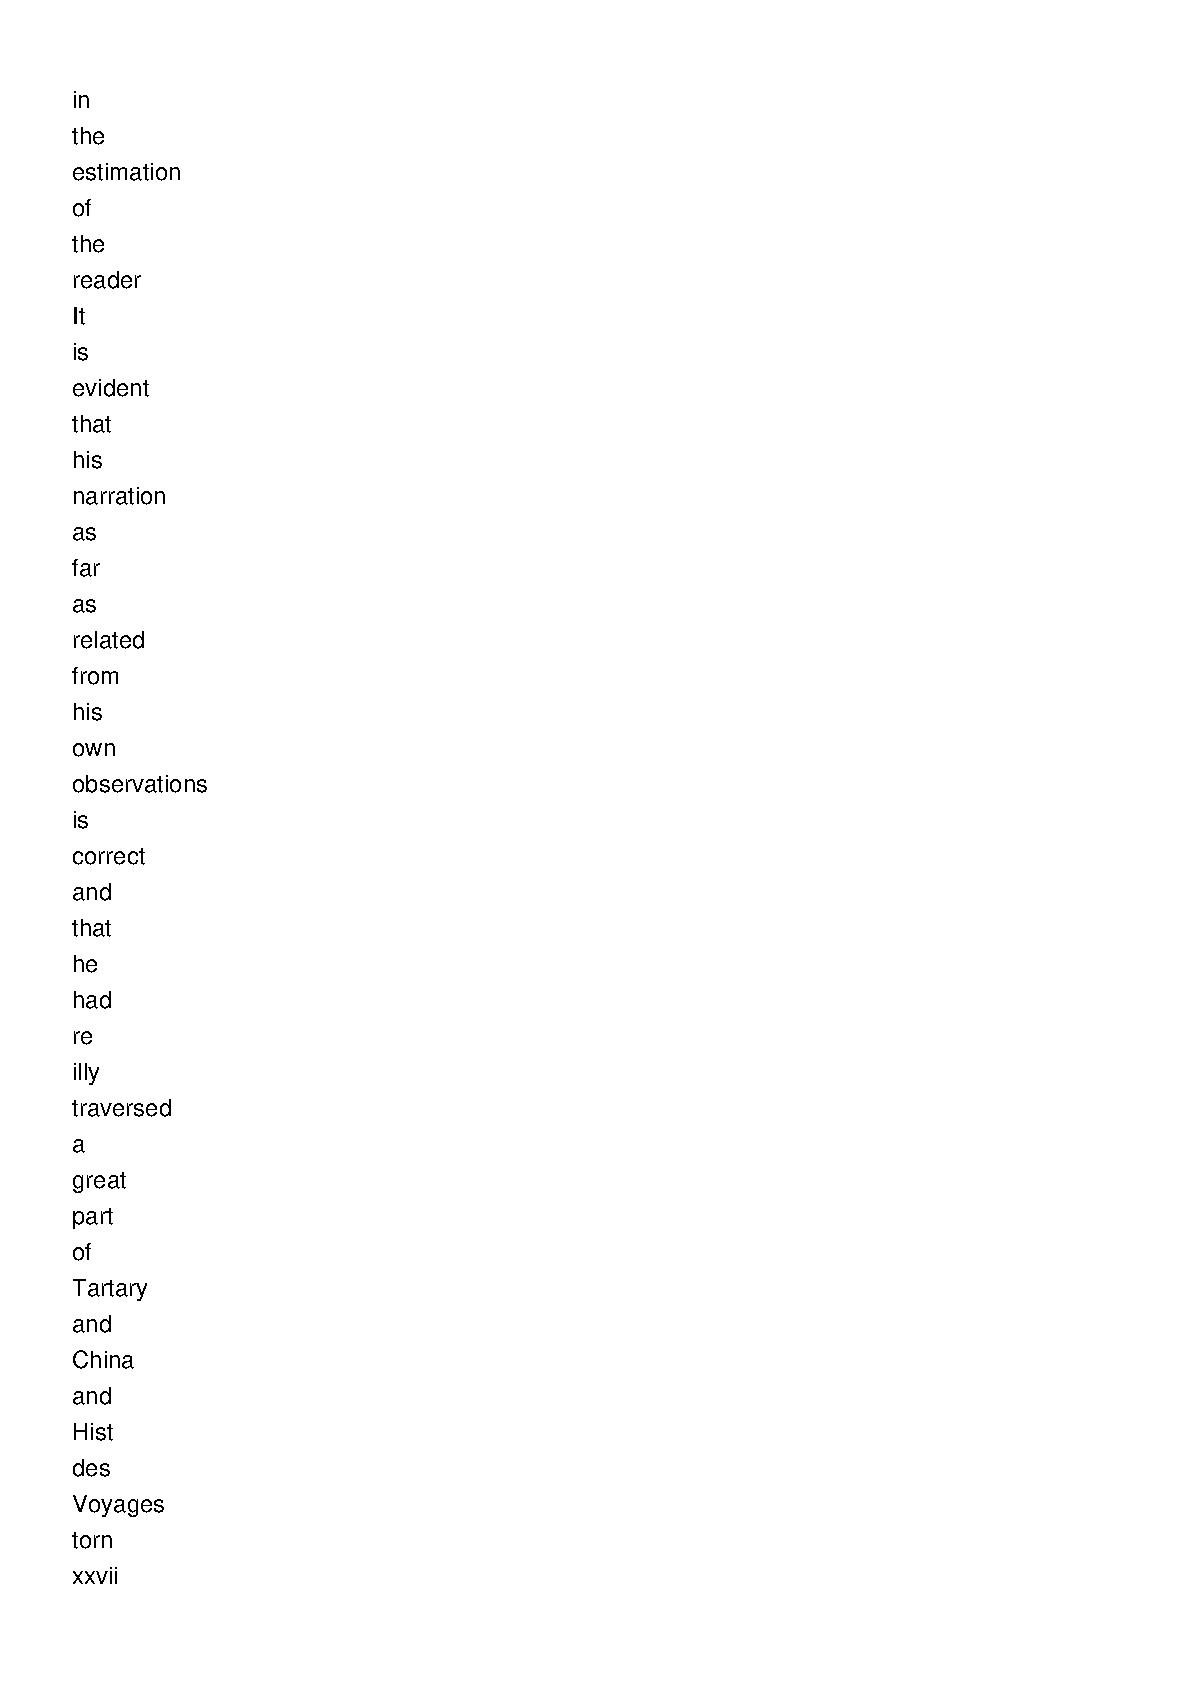 in
the
estimation
of
the
reader
It
is
evident
that
his
narration
as
far
as
related
from
his
own
observations
is
correct
and
that
he
had
re
illy
traversed
a
great
part
of
Tartary
and
China
and
Hist
des
Voyages
torn
xxvii